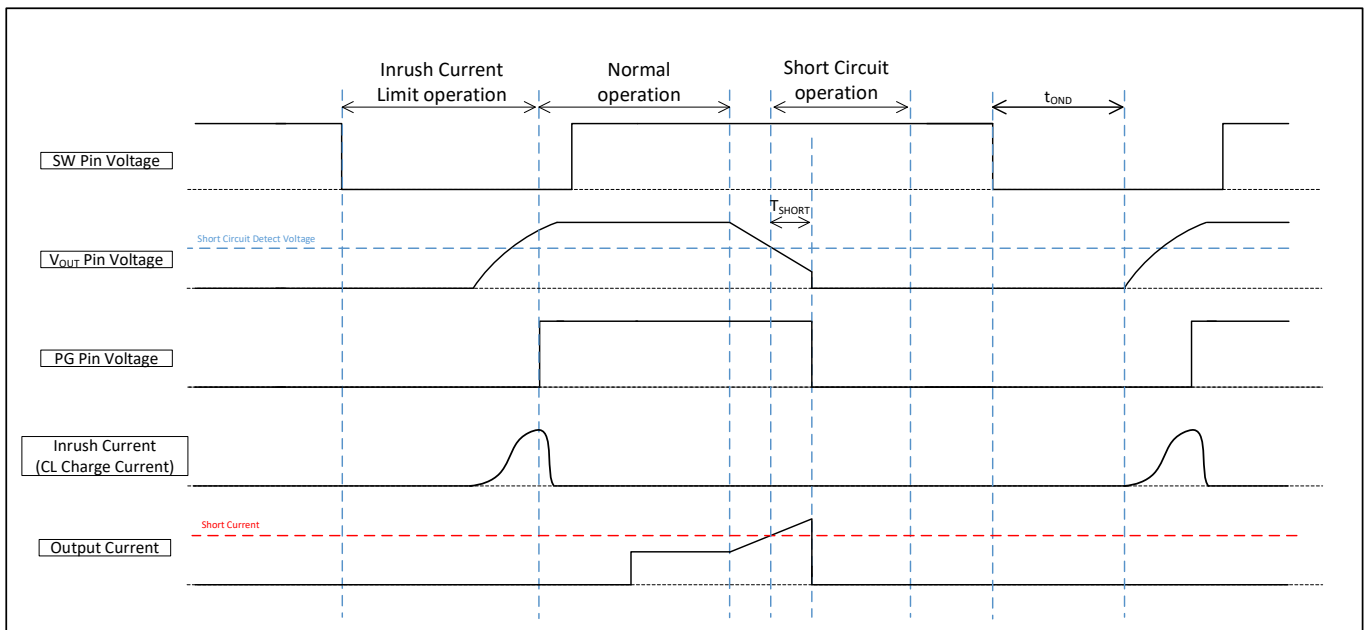 Inrush Current
Limit operation
Normal
operation
Short Circuit
operation
tOND
SW Pin Voltage
TSHORT
Short Circuit Detect Voltage
VOUT Pin Voltage
PG Pin Voltage
Inrush Current
(CL Charge Current)
Short Current
Output Current